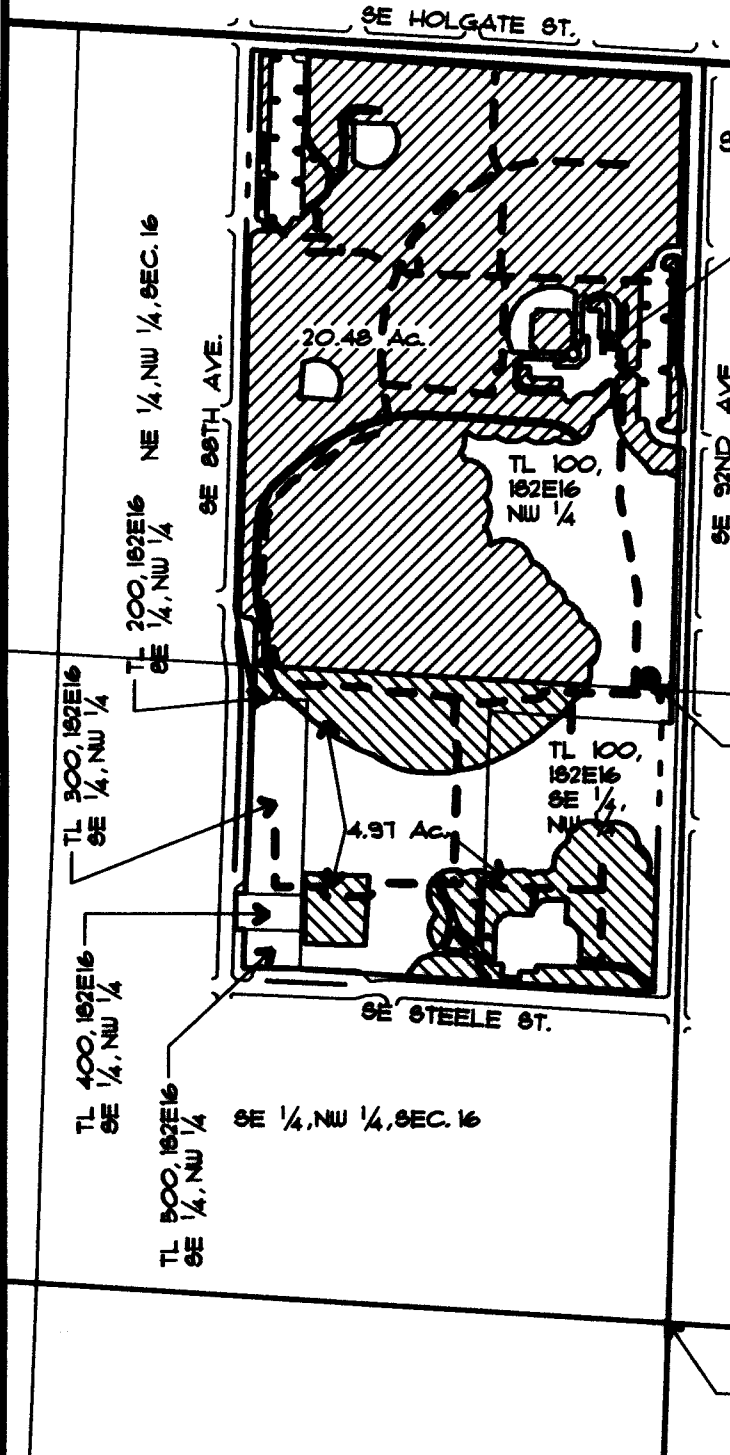 SE HOLGATE ST.
NE 1/4, NW 1/4, SEC. 16
SE 88TH AVE.
20.48 Ac.
TL 100,
1S2E16
NW 1/4
SE 92ND AVE
TL 200, 1S2E16
SE 1/4, NW 1/4
TL 300, 1S2E16
SE 1/4, NW 1/4
TL 100,
1S2E16
SE 1/4,
NW 1/4
4.97 Ac.
TL 400, 1S2E16
SE 1/4, NW 1/4
SE STEELE ST.
TL 500, 1S2E16
SE 1/4, NW 1/4
SE 1/4, NW 1/4, SEC. 16